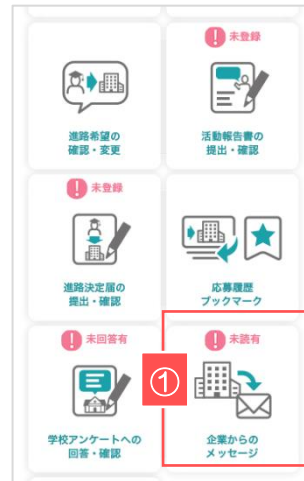 ! 未登録
進路希望の
確認・変更
活動報告書の
提出・確認
! 未登録
進路決定届の
提出・確認
応募履歴
ブックマーク
! 未回答有
学校アンケートへの
回答・確認
①
! 未読有
企業からの
メッセージ